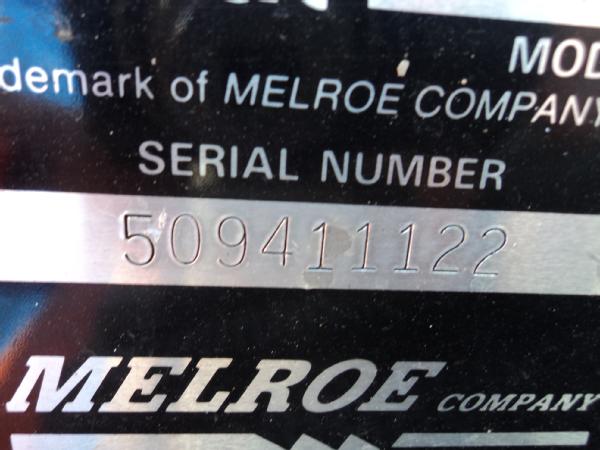 MOD
demark of MELROE COMPANY
SERIAL NUMBER
509411122
MELROE COMPANY